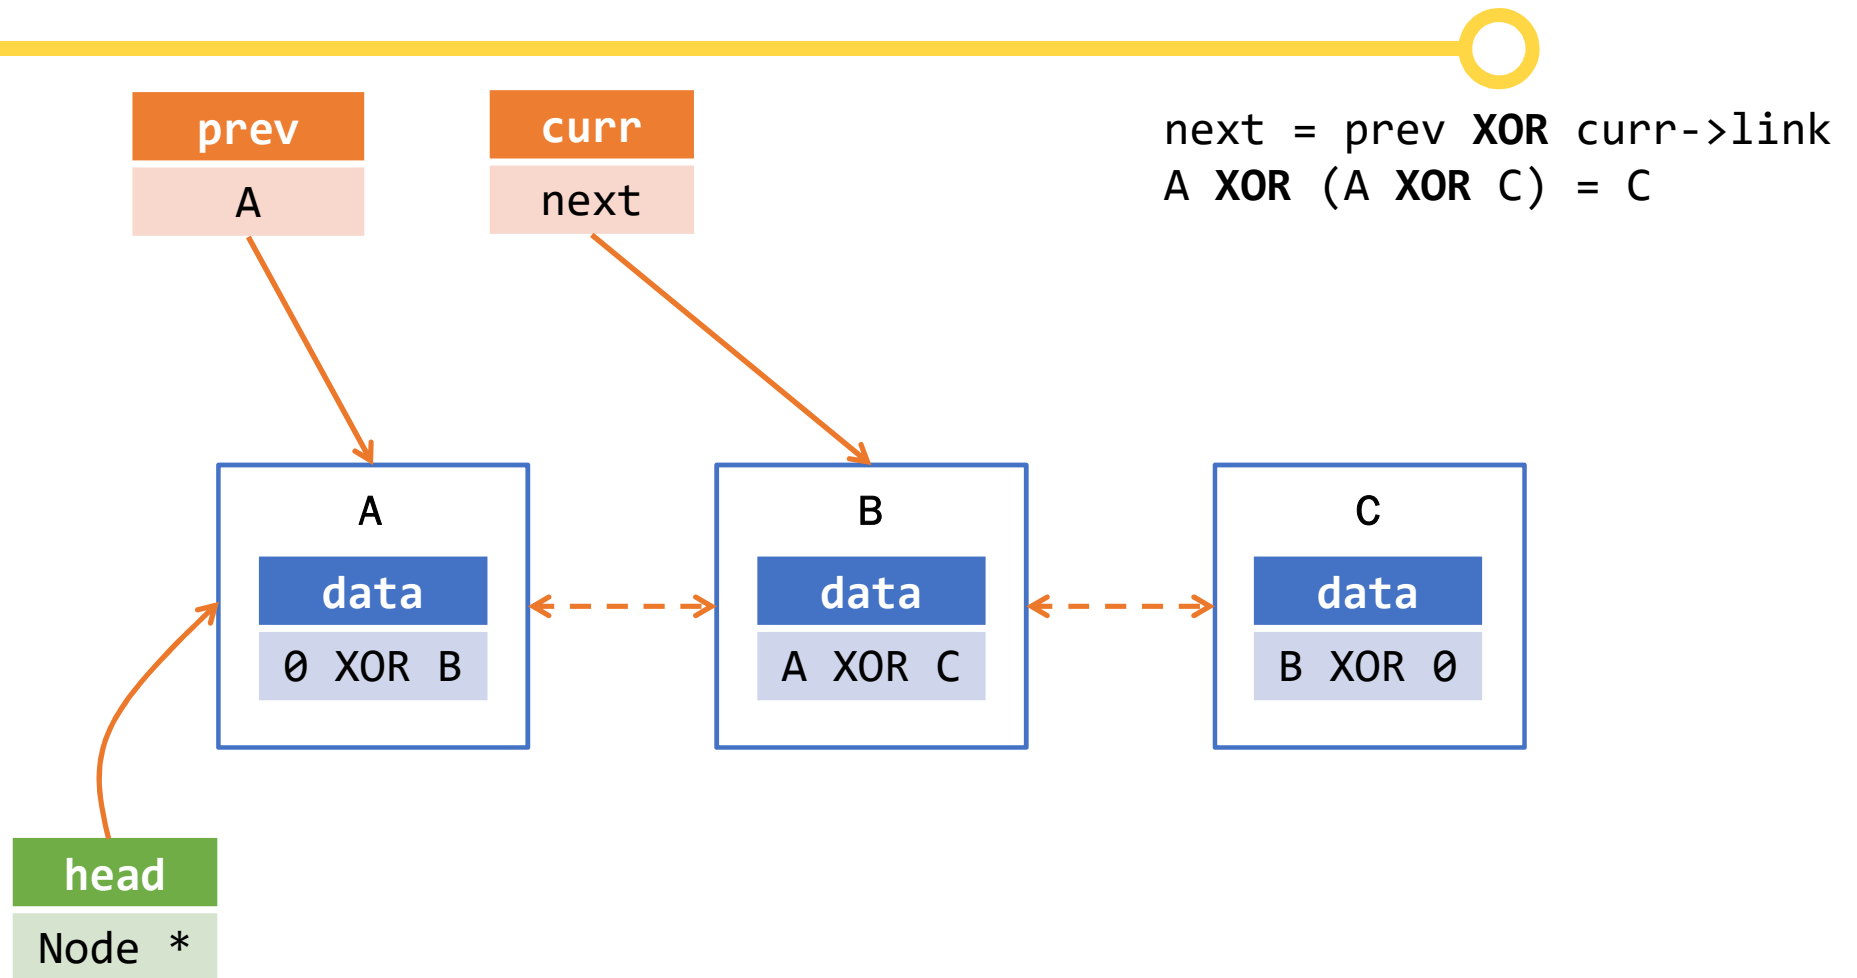 prev
A
curr
next
next = prev XOR curr->link
A XOR (A XOR C) = C
A
data
0 XOR B
B
data
A XOR C
C
data
B XOR 0
head
Node *